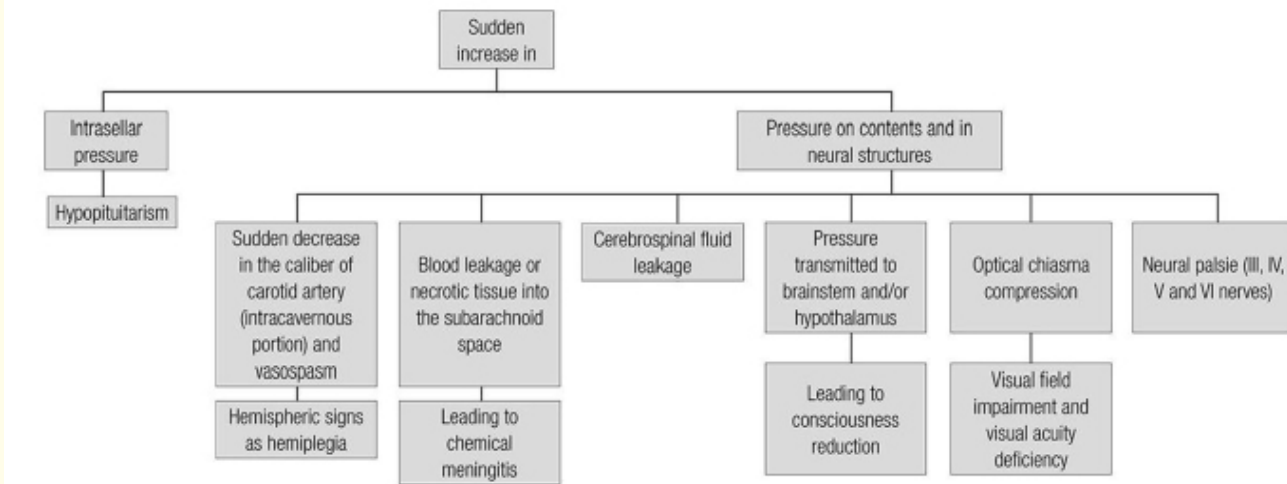 Sudden
increase in
Intrasellar
pressure
Pressure on contents and in
neural structures
Hypopituitarism
Sudden decrease
in the caliber of
carotid artery
(intracavernous
portion) and
vasospasm
Blood leakage or
necrotic tissue into
the subarachnoid
space
Cerebrospinal fluid
leakage
Pressure
transmitted to
brainstem and/or
hypothalamus
Optical chiasma
compression
Neural palsie (III, IV,
V and VI nerves)
Hemispheric signs
as hemiplegia
Leading to
chemical
meningitis
Leading to
consciousness
reduction
Visual field
impairment and
visual acuity
deficiency